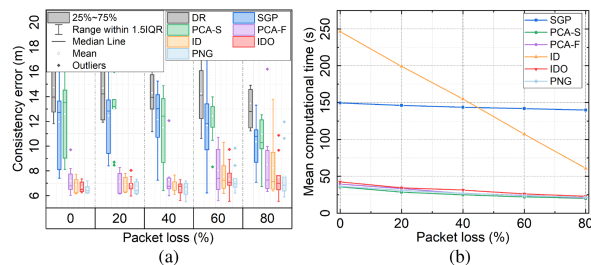 25%~75%
Range within 1.5IQR
Median Line
Mean
Outliers
DR
PCA-S
ID
PNG
SGP
PCA-F
IDO
Consistency error (m)
20
18
16
14
12
10
8
6
0
20
40
60
80
Packet loss (%)
(a)
Mean computational time (s)
250
200
150
100
50
0
SGP
PCA-S
PCA-F
ID
IDO
PNG
0
20
40
60
80
Packet loss (%)
(b)